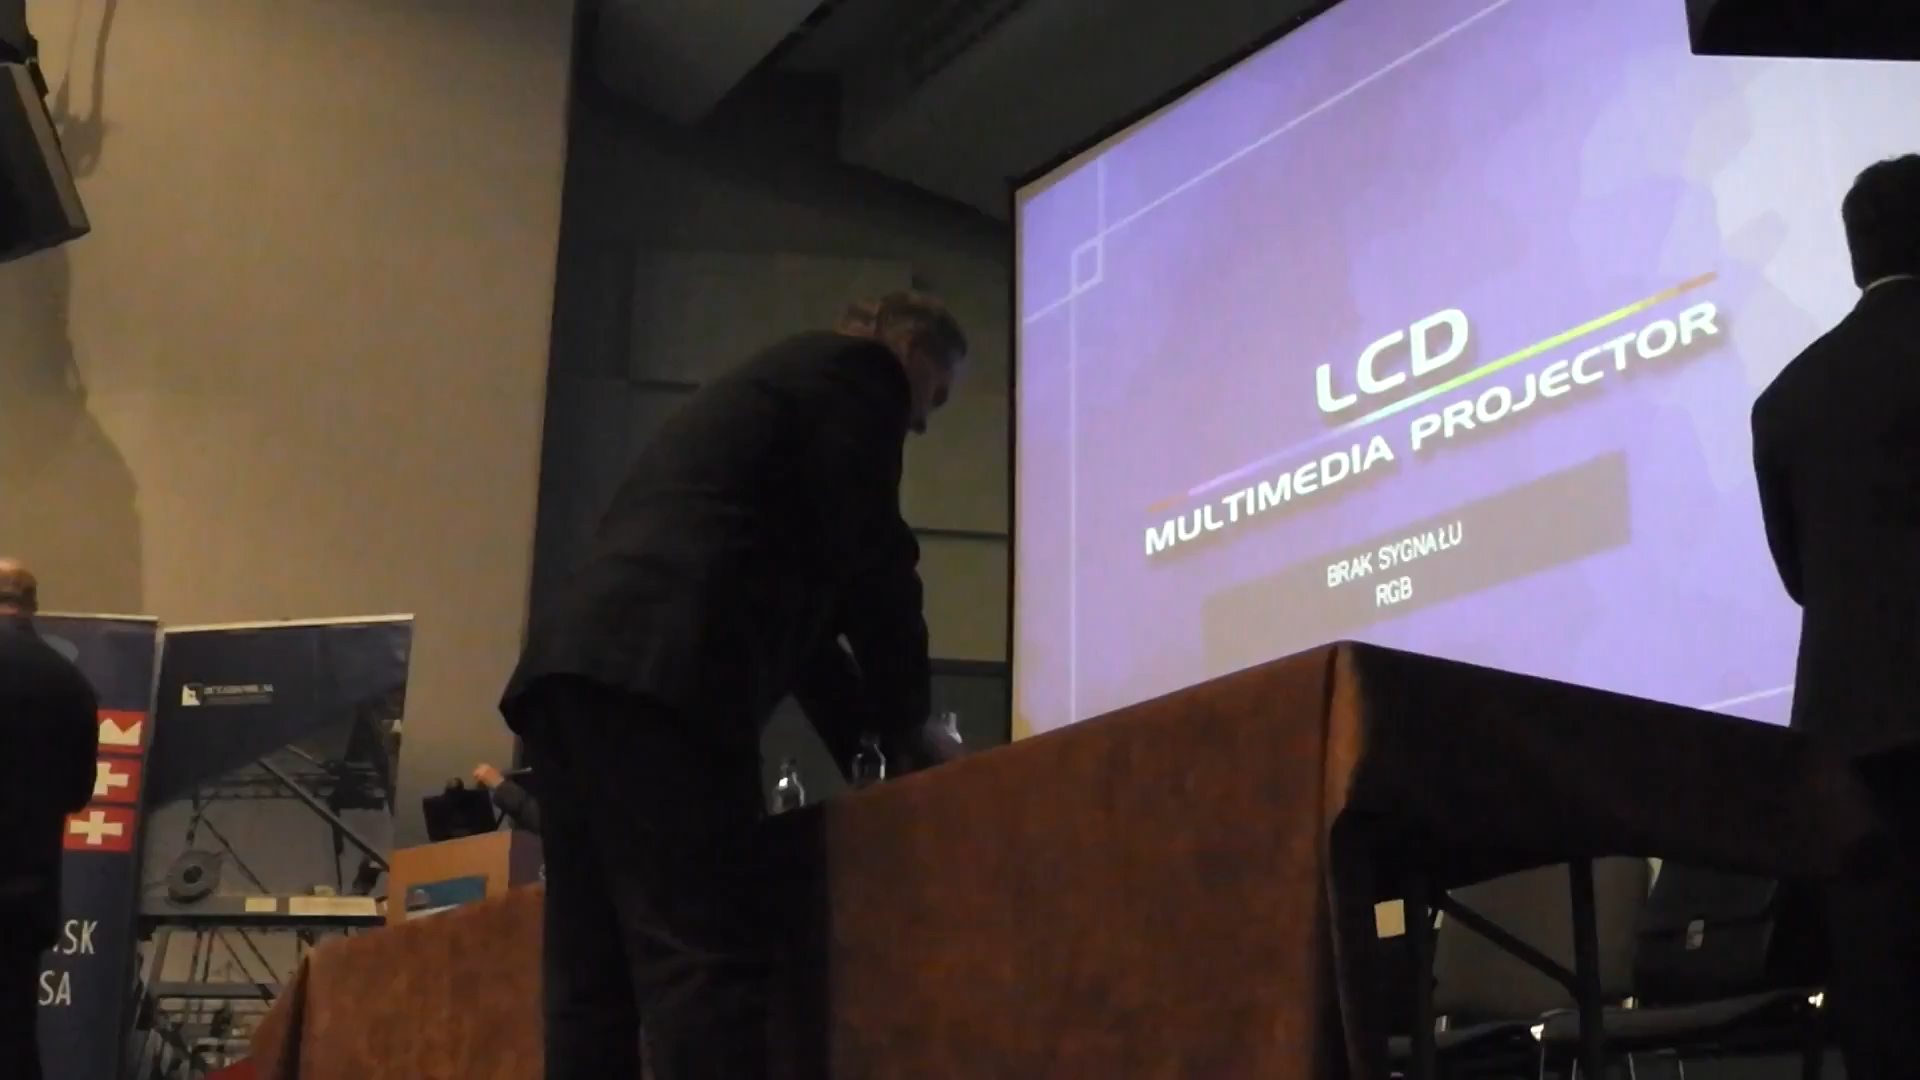 LCD
MULTIMEDIA PROJECTOR
BRAK SYGNAŁU
RGB
SK
SA